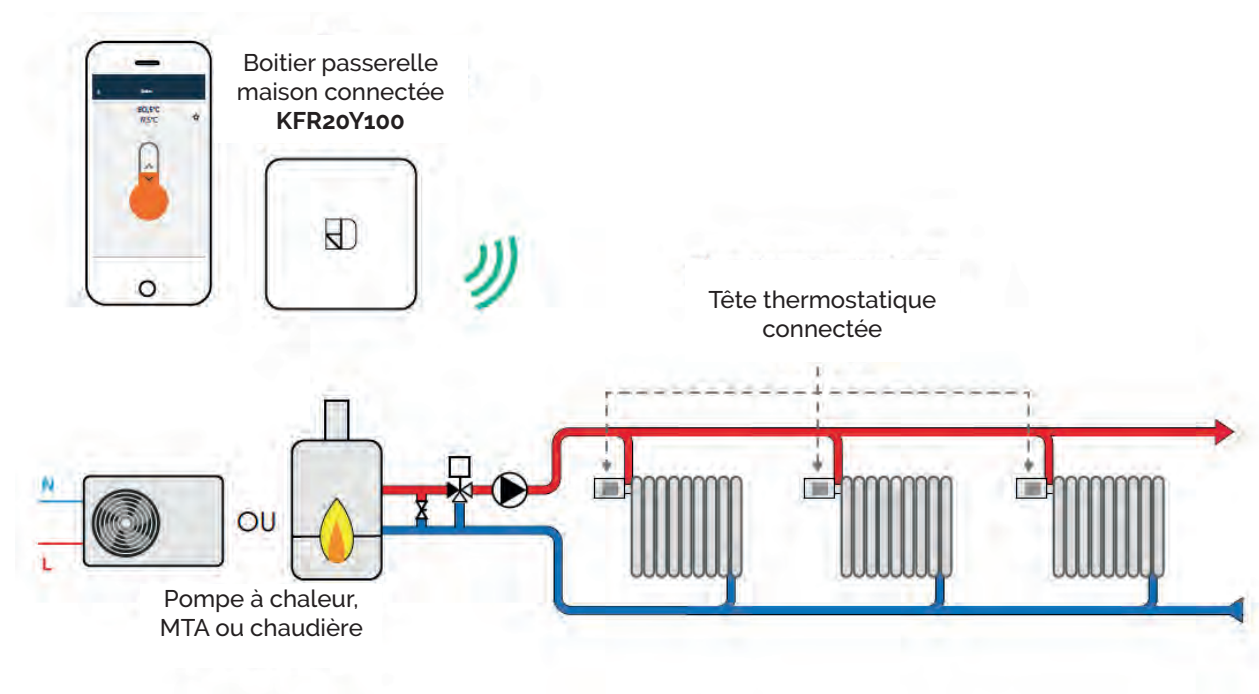 Boitier passerelle
maison connectée
KFR20Y100
Tête thermostatique
connectée
N
L
OU
Pompe à chaleur,
MTA ou chaudière